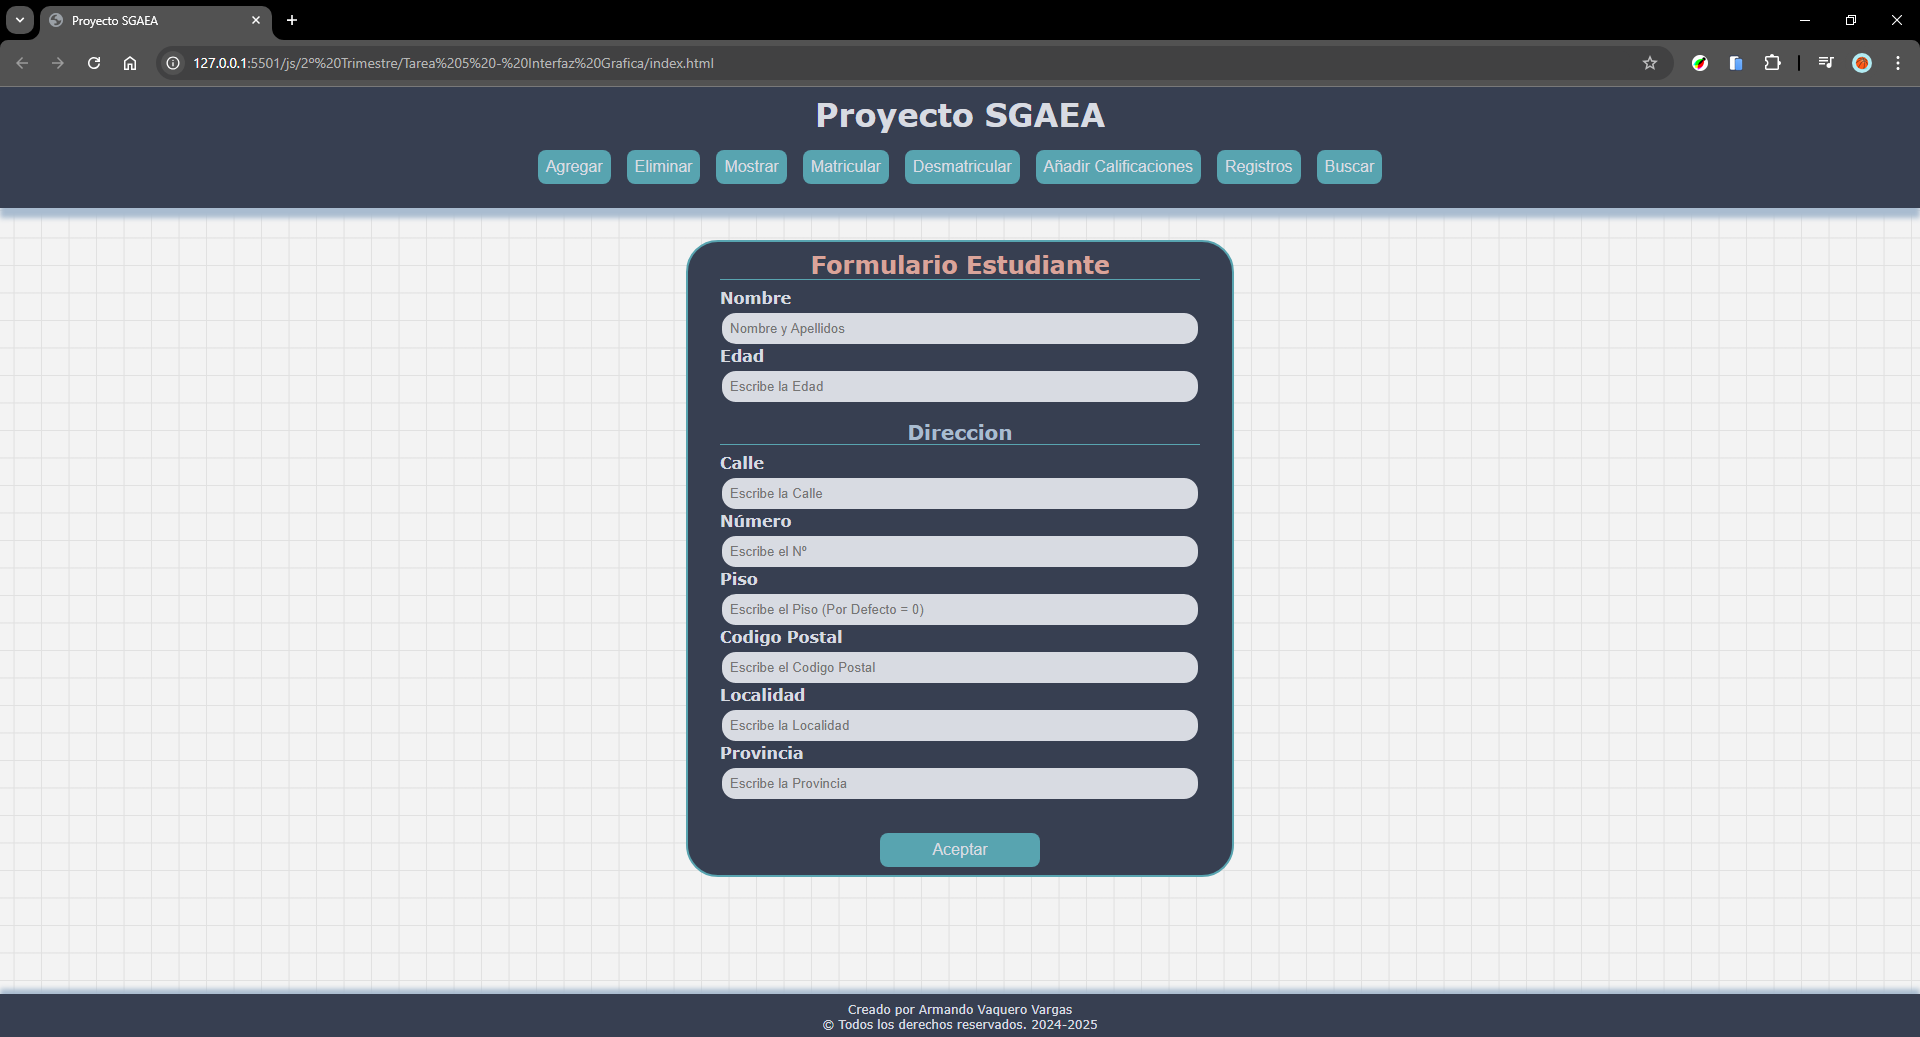 Proyecto SGAEA
127.0.0.1:5501/js/2º%20Trimestre/Tarea%205%20-%20Interfaz%20Grafica/index.html
Proyecto SGAEA
Agregar Eliminar Mostrar Matricular Desmatricular Añadir Calificaciones Registros Buscar
Formulario Estudiante
Nombre
Nombre y Apellidos
Edad
Escribe la Edad
Direccion
Calle
Escribe la Calle
Número
Escribe el Nº
Piso
Escribe el Piso (Por Defecto = 0)
Codigo Postal
Escribe el Codigo Postal
Localidad
Escribe la Localidad
Provincia
Escribe la Provincia
Aceptar
Creado por Armando Vaquero Vargas
© Todos los derechos reservados. 2024-2025